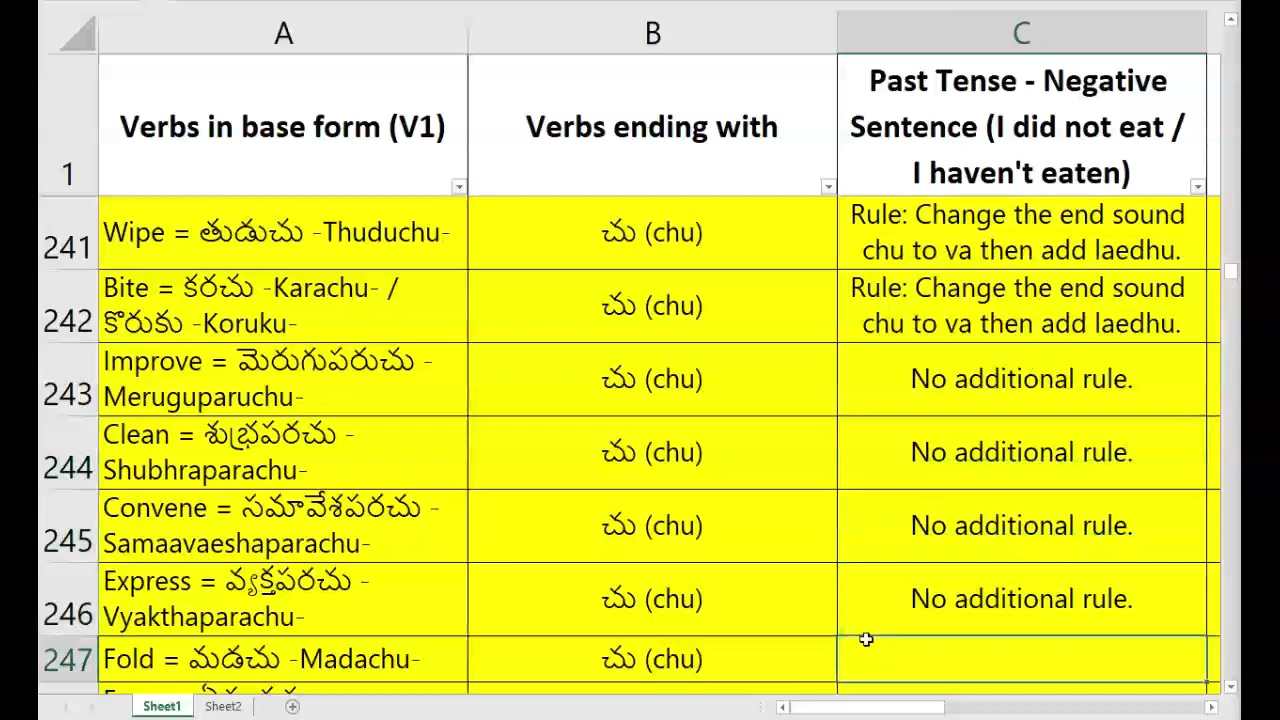 A B C
1 Verbs in base form (V1) Verbs ending with Past Tense - Negative
Sentence (I did not eat /
I haven't eaten)
241 Wipe = తుడుచు -Thuduchu- చు (chu) Rule: Change the end sound
chu to va then add laedhu.
242 Bite = కరచు -Karachu- /
కొరుకు -Koruku- చు (chu) Rule: Change the end sound
chu to va then add laedhu.
243 Improve = మెరుగుపరుచు -
Meruguparuchu- చు (chu) No additional rule.
244 Clean = శుభ్రపరచు -
Shubhraparachu- చు (chu) No additional rule.
245 Convene = సమావేశపరచు -
Samaavaeshaparachu- చు (chu) No additional rule.
246 Express = వ్యక్తపరచు -
Vyakthaparachu- చు (chu) No additional rule.
247 Fold = మడచు -Madachu- చు (chu)
Sheet1 Sheet2